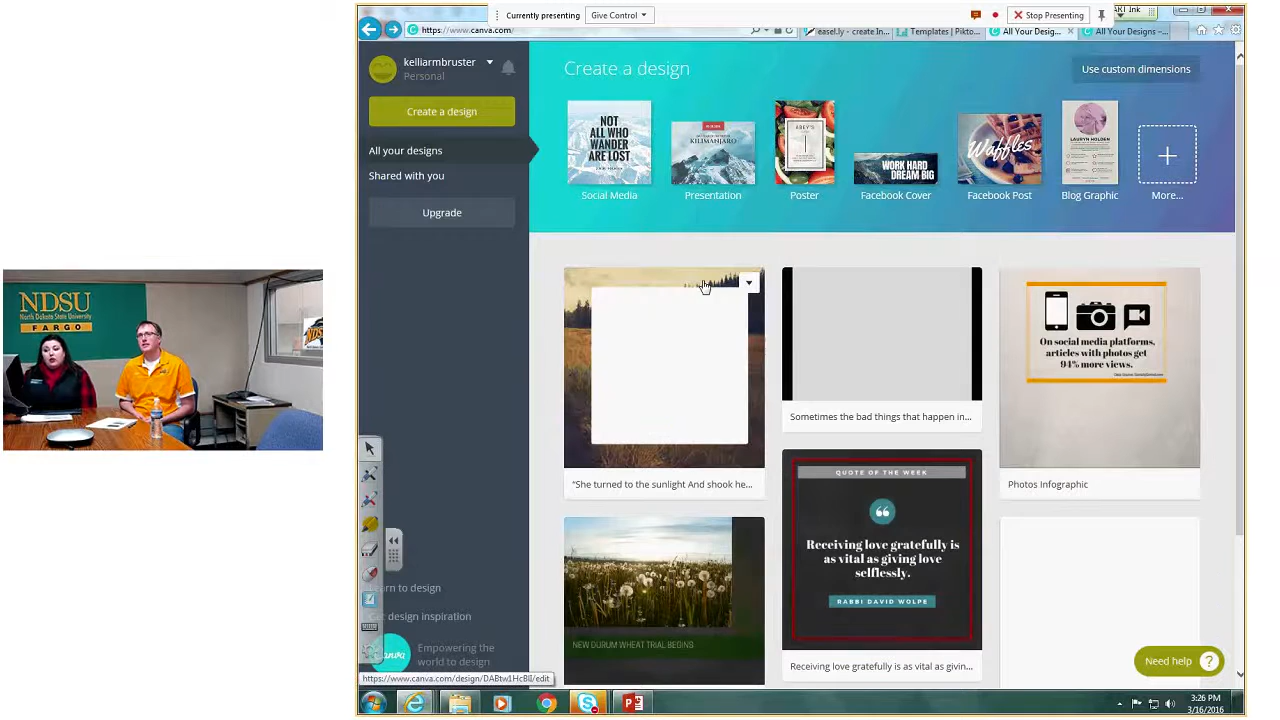 Currently presenting
Give Control
Stop Presenting
ART Ink
https://www.canva.com/
easel.ly - create In...
Templates | Pikto...
All Your Desig...
All Your Designs –...
kelliarmbruster
Personal
Create a design
All your designs
Shared with you
Upgrade
Create a design
Use custom dimensions
NOT
ALL WHO
WANDER
ARE LOST
KILIMANJARO
WORK HARD
DREAM BIG
Waffles
LAURYN HOLDEN
Social Media
Presentation
Poster
Facebook Cover
Facebook Post
Blog Graphic
More...
"She turned to the sunlight And shook he...
Sometimes the bad things that happen in...
On social media platforms,
articles with photos get
94% more views.
Photos Infographic
NEW DURUM WHEAT TRIAL BEGINS
QUOTE OF THE WEEK
Receiving love gratefully is
as vital as giving love
selflessly.
RABBI DAVID WOLPE
Receiving love gratefully is as vital as givin...
earn to design
design inspiration
Empowering the
world to design
Need help ?
https://www.canva.com/design/DABtw1HcBlI/edit
3:26 PM
3/16/2016
NDSU
North Dakota State University
FARGO